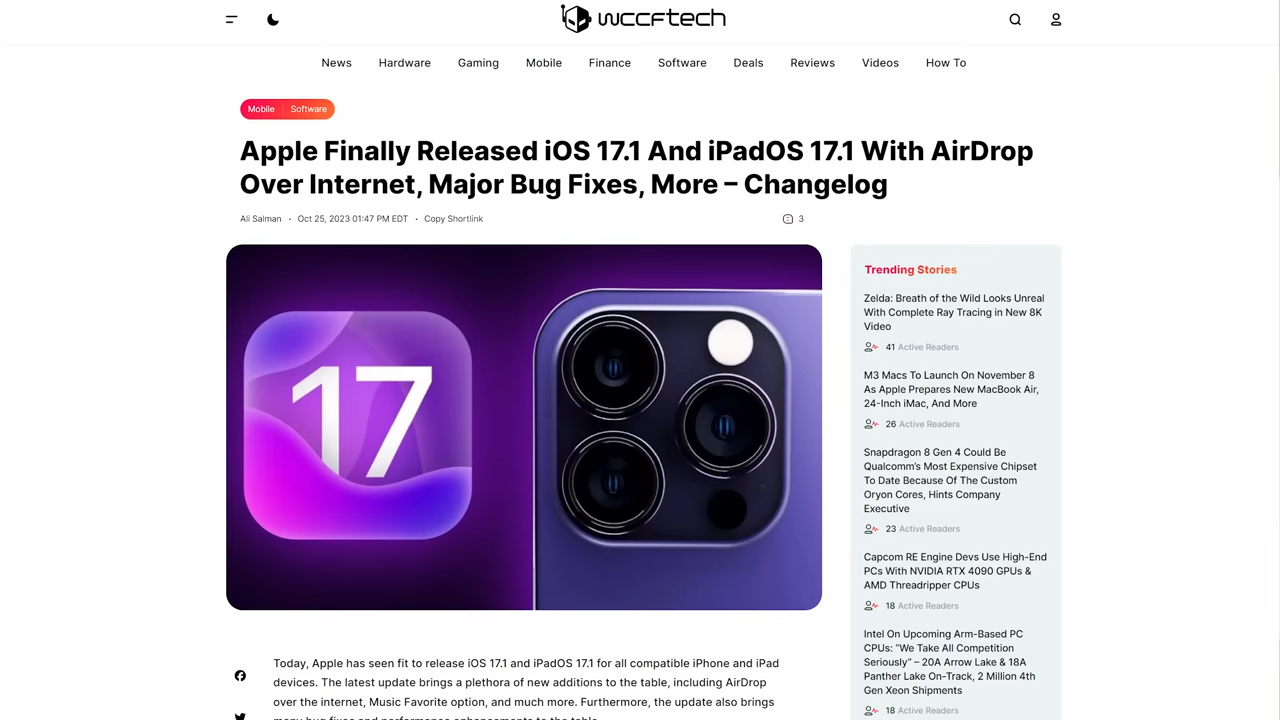 wccftech
News Hardware Gaming Mobile Finance Software Deals Reviews Videos How To
Mobile Software
Apple Finally Released iOS 17.1 And iPadOS 17.1 With AirDrop
Over Internet, Major Bug Fixes, More – Changelog
Ali Salman • Oct 25, 2023 01:47 PM EDT • Copy Shortlink
3
17
Today, Apple has seen fit to release iOS 17.1 and iPadOS 17.1 for all compatible iPhone and iPad
devices. The latest update brings a plethora of new additions to the table, including AirDrop
over the internet, Music Favorite option, and much more. Furthermore, the update also brings
many bug fixes and performance enhancements to the table.
Trending Stories
Zelda: Breath of the Wild Looks Unreal
With Complete Ray Tracing in New 8K
Video
41 Active Readers
M3 Macs To Launch On November 8
As Apple Prepares New MacBook Air,
24-Inch iMac, And More
26 Active Readers
Snapdragon 8 Gen 4 Could Be
Qualcomm's Most Expensive Chipset
To Date Because Of The Custom
Oryon Cores, Hints Company
Executive
23 Active Readers
Capcom RE Engine Devs Use High-End
PCs With NVIDIA RTX 4090 GPUs &
AMD Threadripper CPUs
18 Active Readers
Intel On Upcoming Arm-Based PC
CPUs: “We Take All Competition
Seriously” – 20A Arrow Lake & 18A
Panther Lake On-Track, 2 Million 4th
Gen Xeon Shipments
18 Active Readers